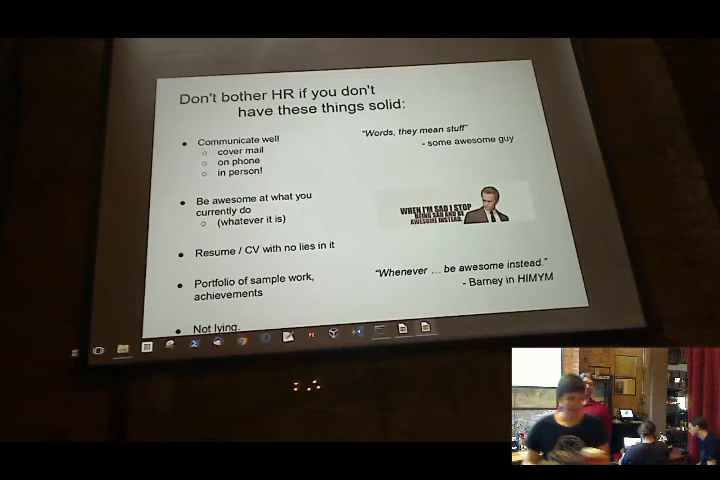 Don't bother HR if you don't
have these things solid:
Communicate well
cover mail
on phone
in person!
"Words, they mean stuff"
- some awesome guy
Be awesome at what you
currently do
(whatever it is)
WHEN I'M SAD I STOP
BEING SAD AND BE
AWESOME INSTEAD.
Resume / CV with no lies in it
Portfolio of sample work,
achievements
"Whenever ... be awesome instead."
- Barney in HIMYM
Not lying.